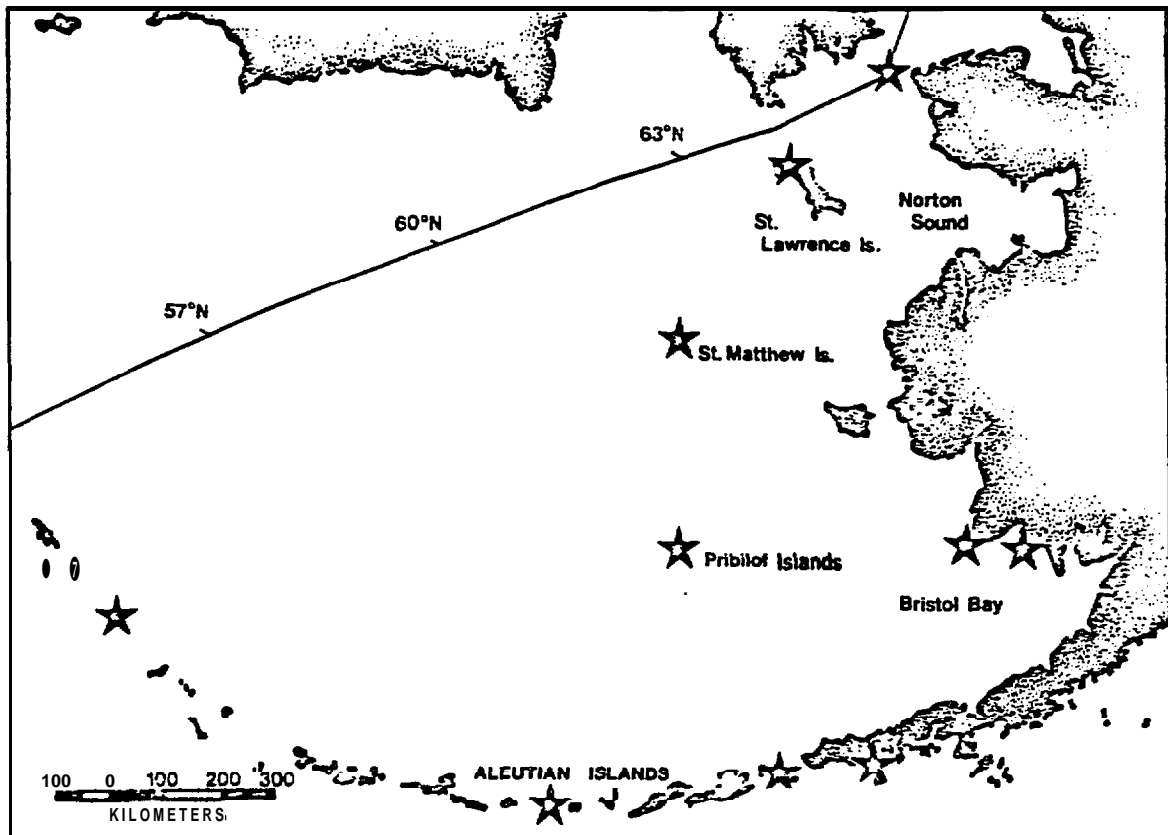 63°N
60°N
57°N
Norton
Sound
St.
Lawrence Is.
St. Matthew Is.
Pribilof Islands
Bristol Bay
ALEUTIAN ISLANDS
100 0 100 200 300
KILOMETERS